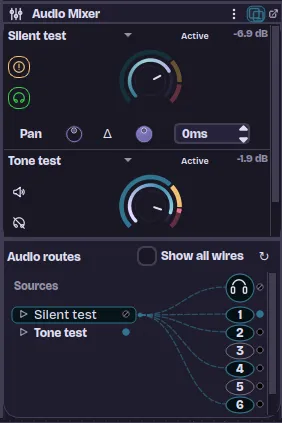 Audio Mixer
Silent test Active -6.9 dB
Pan Δ 0ms
Tone test Active -1.9 dB
Audio routes Show all wires
Sources
Silent test 1
Tone test 2
3
4
5
6